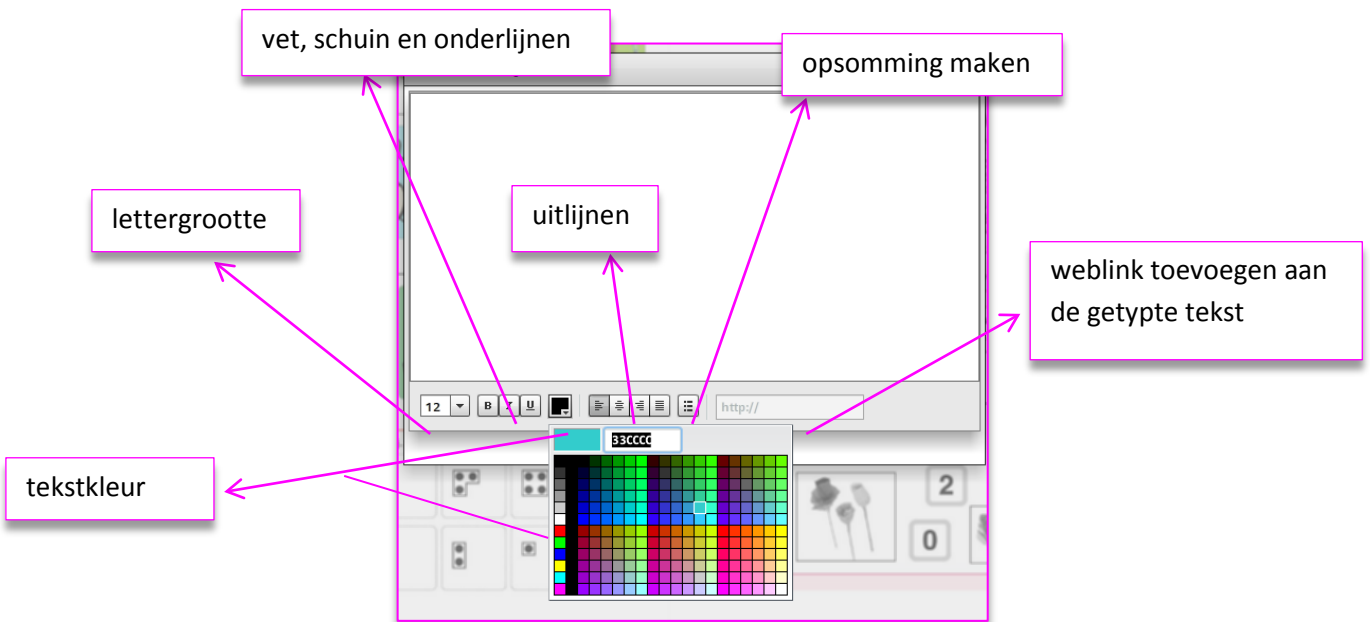 vet, schuin en onderlijnen
opsomming maken
lettergrootte
uitlijnen
weblink toevoegen aan
de getypte tekst
12 B I U http://
33CCCC
tekstkleur
2
0